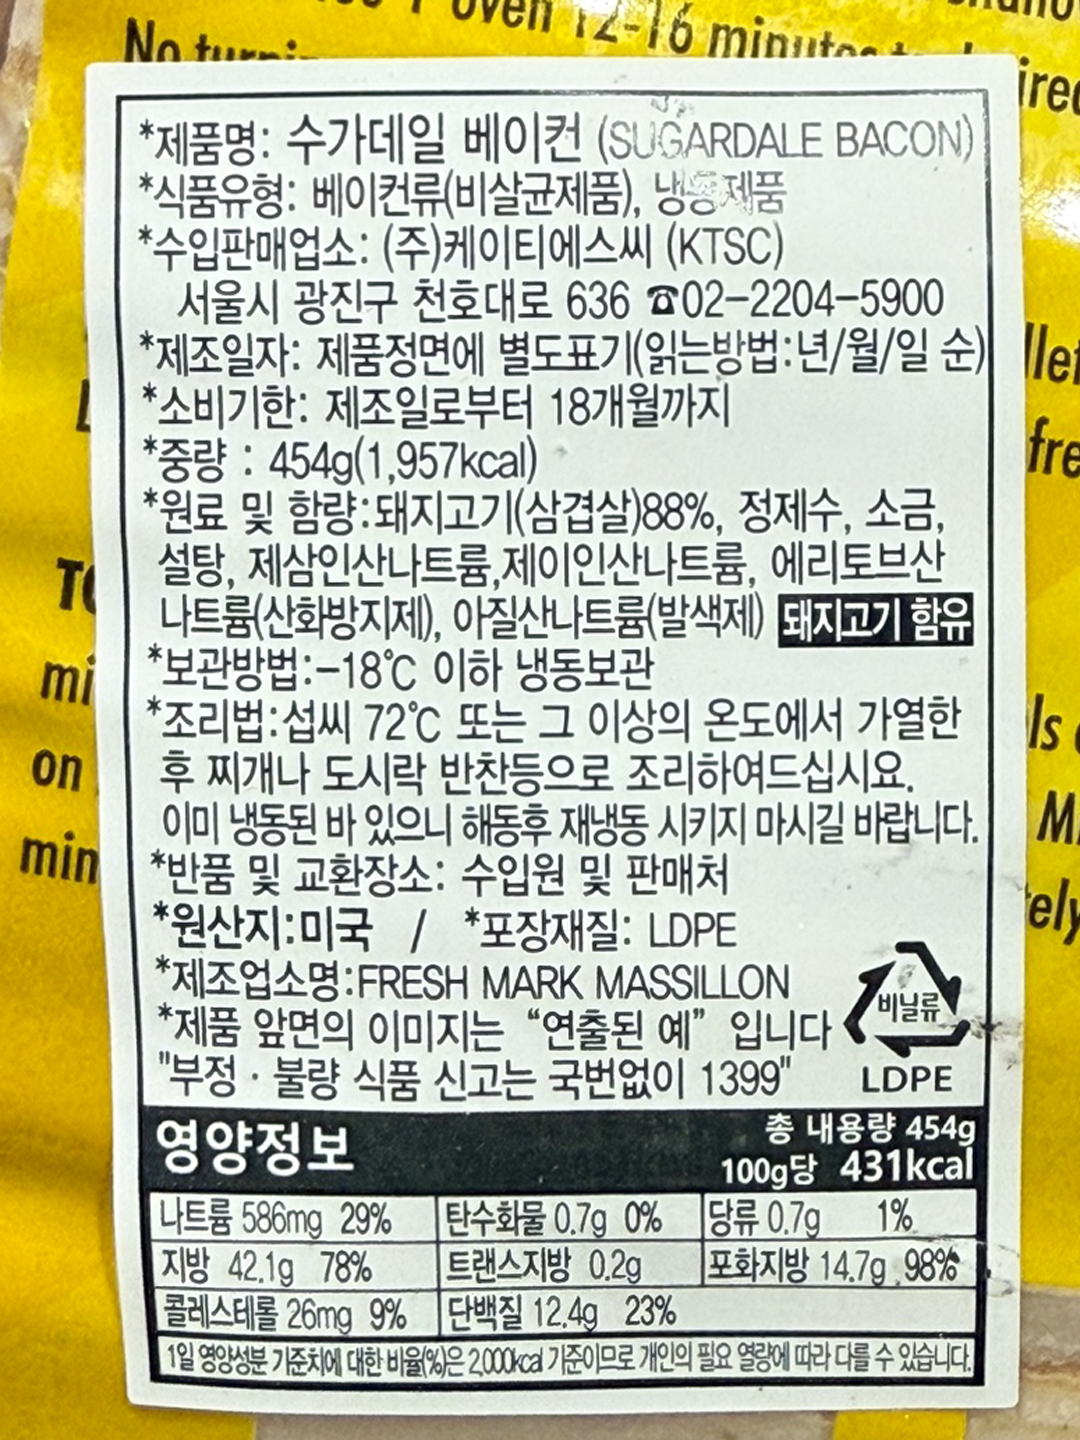 Oven 12-16 minutes
No
*제품명: 수가데일 베이컨 (SUGARDALE BACON)
*식품유형: 베이컨류(비살균제품), 냉동제품
*수입판매업소: (주)케이티에스씨 (KTSC)
서울시 광진구 천호대로 636 ☎02-2204-5900
*제조일자: 제품정면에 별도표기(읽는방법:년/월/일 순)
*소비기한: 제조일로부터 18개월까지
*중량 : 454g(1,957kcal)
*원료 및 함량:돼지고기(삼겹살)88%, 정제수, 소금,
설탕, 제삼인산나트륨,제이인산나트륨, 에리토브산
나트륨(산화방지제), 아질산나트륨(발색제) 돼지고기 함유
*보관방법:-18℃ 이하 냉동보관
*조리법:섭씨 72℃ 또는 그 이상의 온도에서 가열한
후 찌개나 도시락 반찬등으로 조리하여드십시요.
이미 냉동된 바 있으니 해동후 재냉동 시키지 마시길 바랍니다.
*반품 및 교환장소: 수입원 및 판매처
*원산지:미국 / *포장재질: LDPE
*제조업소명:FRESH MARK MASSILLON
*제품 앞면의 이미지는 “연출된 예” 입니다
"부정 · 불량 식품 신고는 국번없이 1399"
비닐류
LDPE
영양정보
총 내용량 454g
100g당 431kcal
나트륨 586mg 29% 탄수화물 0.7g 0% 당류 0.7g 1%
지방 42.1g 78% 트랜스지방 0.2g 포화지방 14.7g 98%
콜레스테롤 26mg 9% 단백질 12.4g 23%
1일 영양성분 기준치에 대한 비율(%)은 2,000kcal 기준이므로 개인의 필요 열량에 따라 다를 수 있습니다.
on